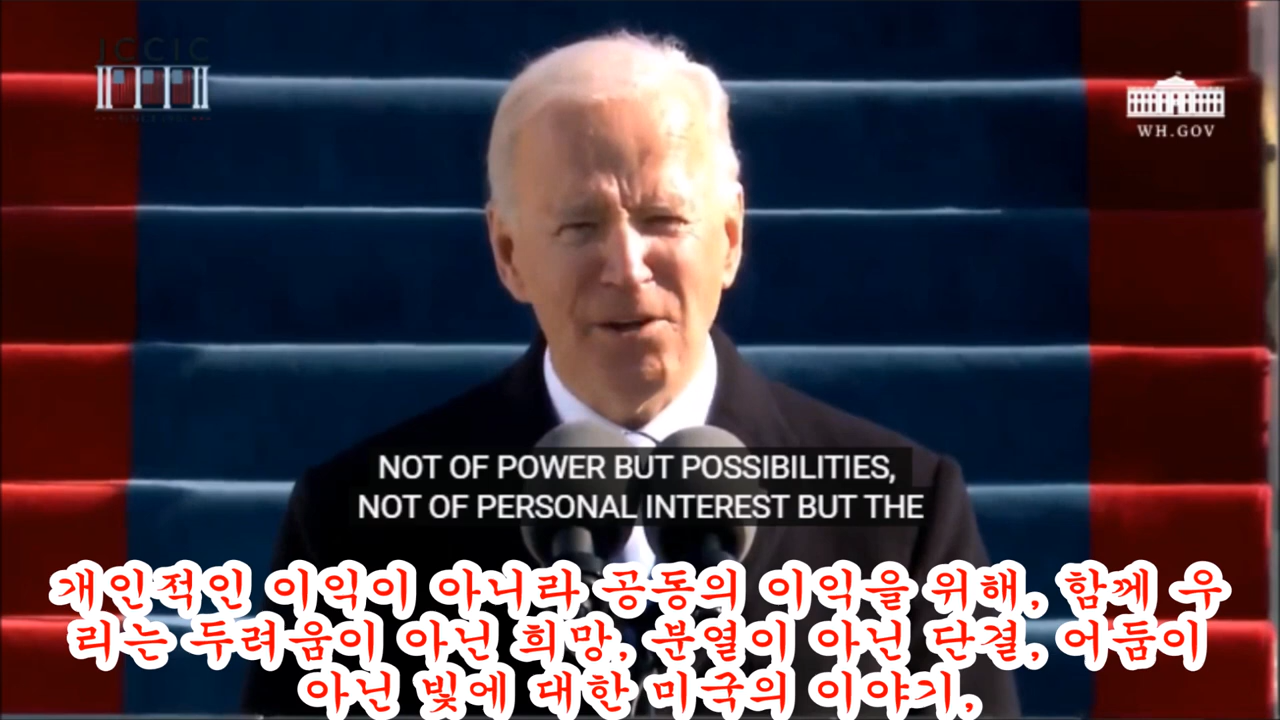 JCCIC
WH.GOV
NOT OF POWER BUT POSSIBILITIES,
NOT OF PERSONAL INTEREST BUT THE
개인적인 이익이 아니라 공동의 이익을 위해, 함께 우
리는 두려움이 아닌 희망, 분열이 아닌 단결, 어둠이
아닌 빛에 대한 미국의 이야기,